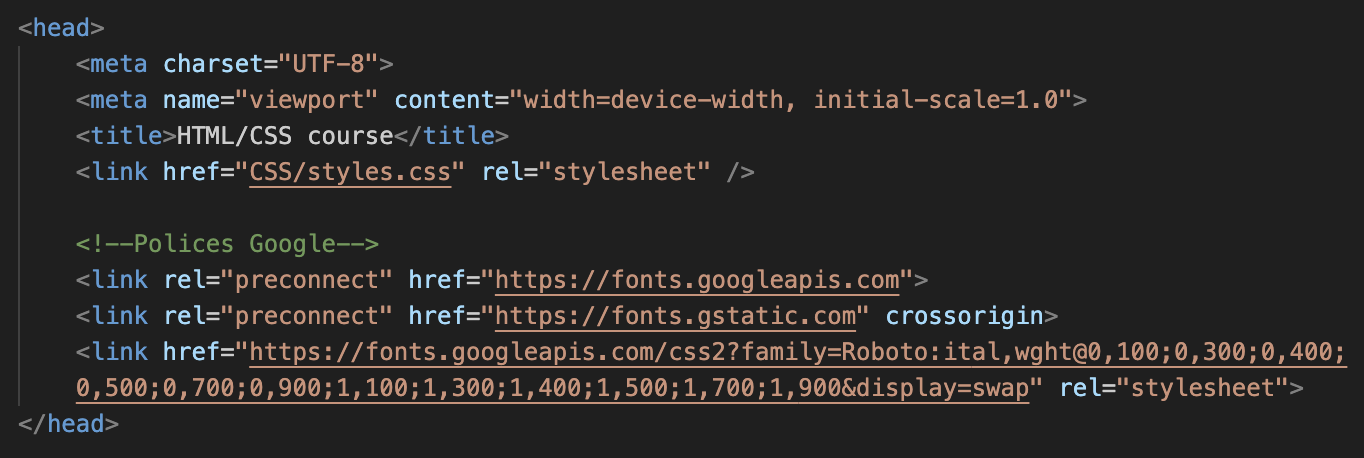 <head>
<meta charset="UTF-8">
<meta name="viewport" content="width=device-width, initial-scale=1.0">
<title>HTML/CSS course</title>
<link href="CSS/styles.css" rel="stylesheet" />
<!--Polices Google-->
<link rel="preconnect" href="https://fonts.googleapis.com">
<link rel="preconnect" href="https://fonts.gstatic.com" crossorigin>
<link href="https://fonts.googleapis.com/css2?family=Roboto:ital,wght@0,100;0,300;0,400;
0,500;0,700;0,900;1,100;1,300;1,400;1,500;1,700;1,900&display=swap" rel="stylesheet">
</head>